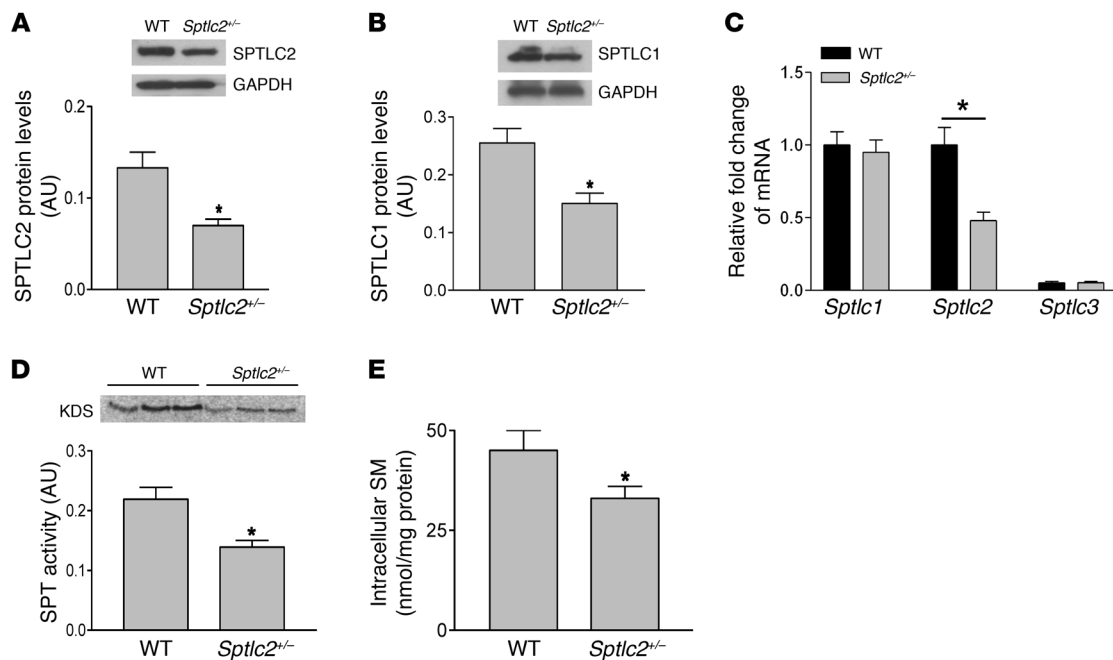 A
WT Sptlc2+/–
SPTLC2
GAPDH
SPTLC2 protein levels
(AU)
0.2
0.1
0.0
WT Sptlc2+/–
*
B
WT Sptlc2+/–
SPTLC1
GAPDH
SPTLC1 protein levels
(AU)
0.3
0.2
0.1
0.0
WT Sptlc2+/–
*
C
WT
Sptlc2+/–
Relative fold change
of mRNA
1.5
1.0
0.5
0.0
*
Sptlc1 Sptlc2 Sptlc3
D
WT Sptlc2+/–
KDS
SPT activity (AU)
0.3
0.2
0.1
0.0
*
WT Sptlc2+/–
E
Intracellular SM
(nmol/mg protein)
50
25
0
*
WT Sptlc2+/–